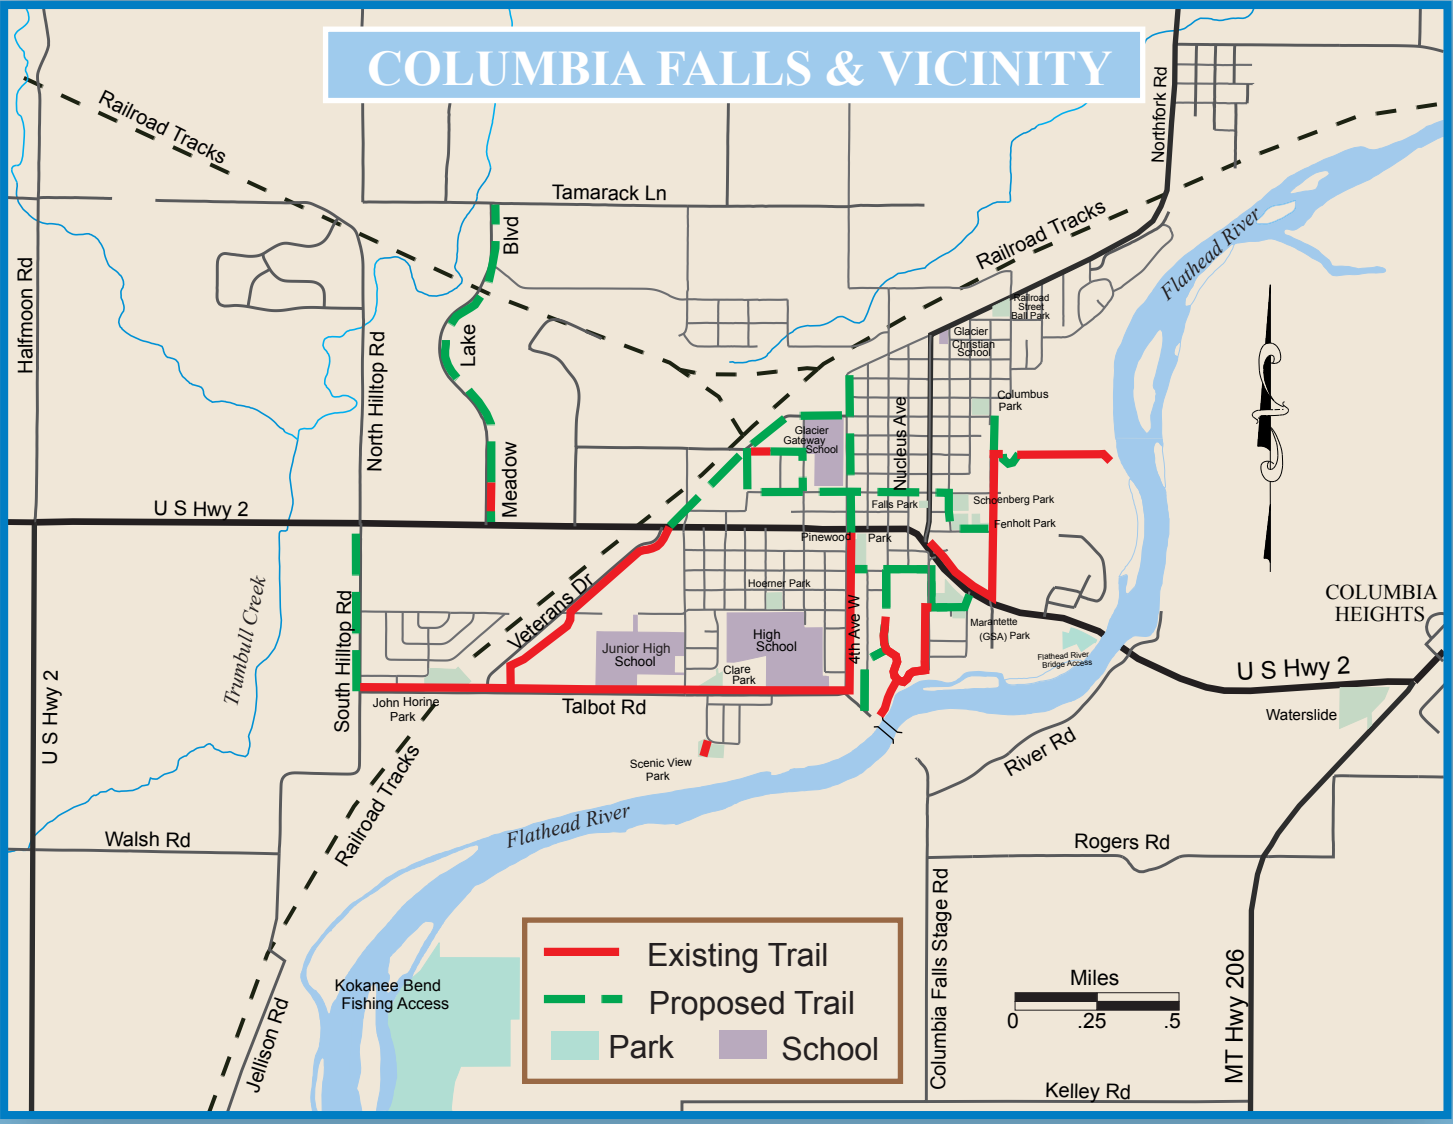 COLUMBIA FALLS & VICINITY
Railroad Tracks
Northfork Rd
Tamarack Ln
Blvd
Railroad Tracks
Flathead River
Halfmoon Rd
Railroad
Street
Ball Park
Lake
North Hilltop Rd
Glacier
Christian
School
Columbus
Park
Nucleus Ave
Glacier
Gateway
School
Meadow
U S Hwy 2
Falls Park
Schoenberg Park
Fenholt Park
Pinewood Park
Trumbull Creek
South Hilltop Rd
Veterans Dr
Hoerner Park
4th Ave W
COLUMBIA
HEIGHTS
Marantette
(GSA) Park
Junior High
School
High
School
Clare
Park
Flathead River
Bridge Access
U S Hwy 2
U S Hwy 2
John Horine
Park
Talbot Rd
Waterslide
Scenic View
Park
River Rd
Railroad Tracks
Flathead River
Walsh Rd
Rogers Rd
Columbia Falls Stage Rd
Existing Trail
Proposed Trail
Park
School
Kokanee Bend
Fishing Access
Jellison Rd
Miles
0 .25 .5
MT Hwy 206
Kelley Rd